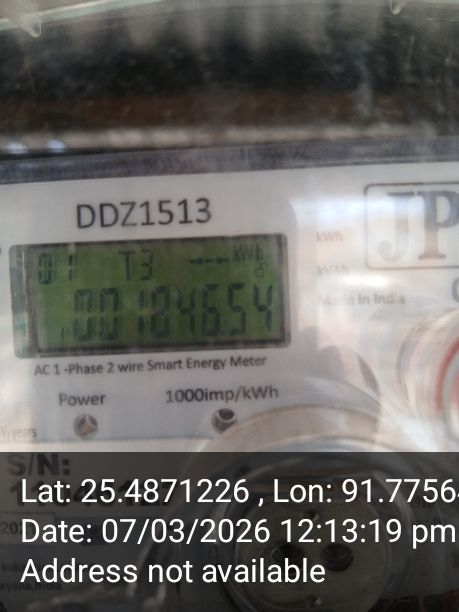 DDZ1513
JP
01 T3 kWh
00184654
kWh
kVAh
Made In India
AC 1-Phase 2 wire Smart Energy Meter
Power 1000imp/kWh
years
S/N:
Lat: 25.4871226 , Lon: 91.7756
Date: 07/03/2026 12:13:19 pm
Address not available